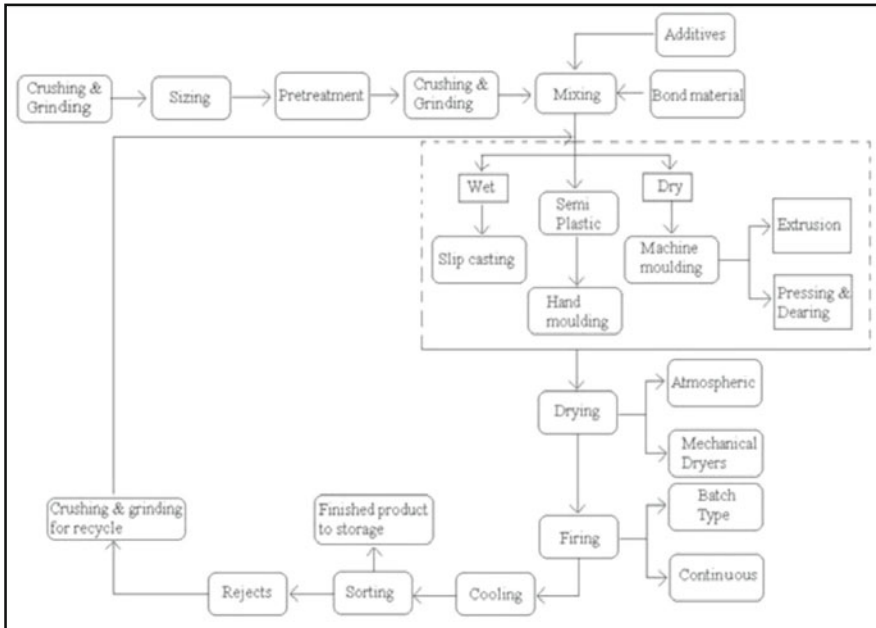 Additives
Crushing &
Grinding
Sizing
Pretreatment
Crushing &
Grinding
Mixing
Bond material
Wet
Semi
Plastic
Dry
Extrusion
Slip casting
Machine
moulding
Hand
moulding
Pressing &
Dearing
Drying
Atmospheric
Mechanical
Dryers
Crushing & grinding
for recycle
Finished product
to storage
Firing
Batch
Type
Continuous
Rejects
Sorting
Cooling